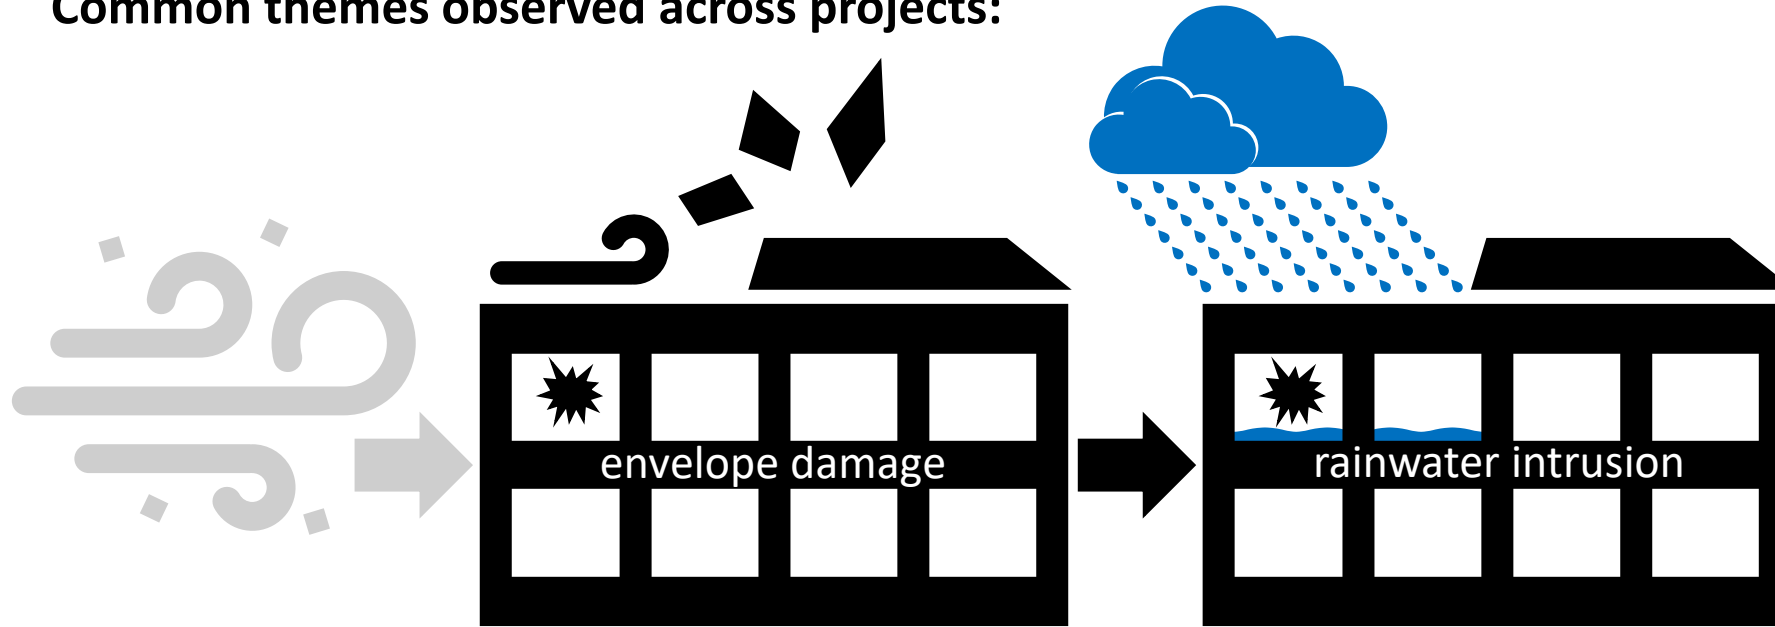 Common themes observed across projects:
envelope damage
rainwater intrusion